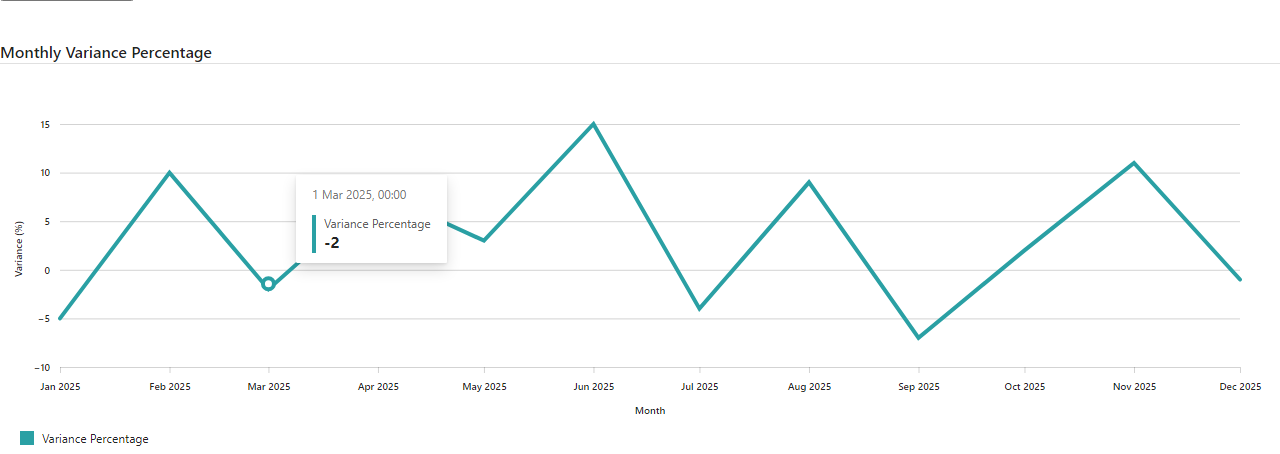 Monthly Variance Percentage
15
10
5
0
−5
−10
Variance (%)
1 Mar 2025, 00:00
Variance Percentage
-2
Jan 2025 Feb 2025 Mar 2025 Apr 2025 May 2025 Jun 2025 Jul 2025 Aug 2025 Sep 2025 Oct 2025 Nov 2025 Dec 2025
Month
Variance Percentage